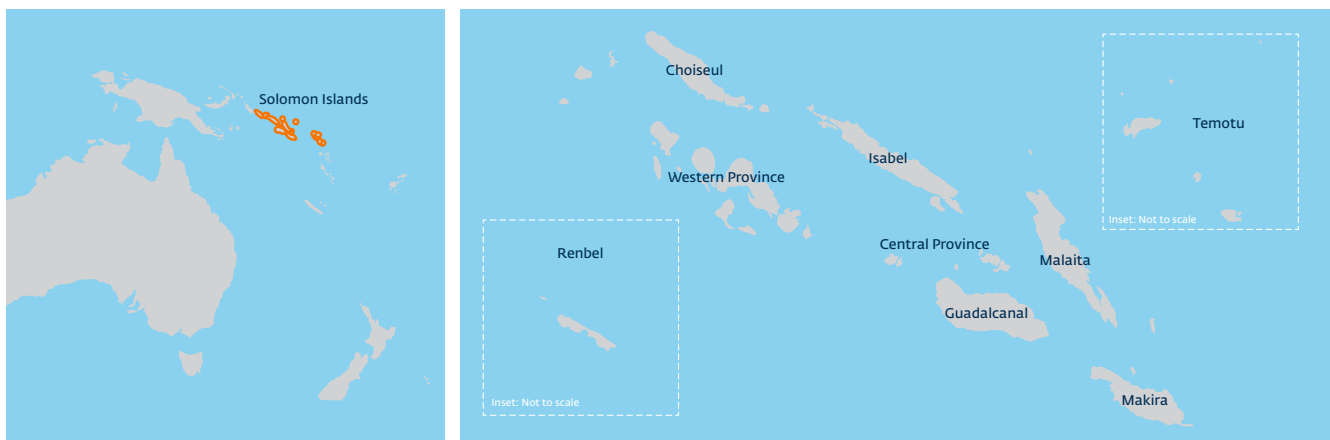 Solomon Islands
Choiseul
Temotu
Isabel
Western Province
Inset: Not to scale
Central Province
Renbel
Malaita
Guadalcanal
Makira
Inset: Not to scale